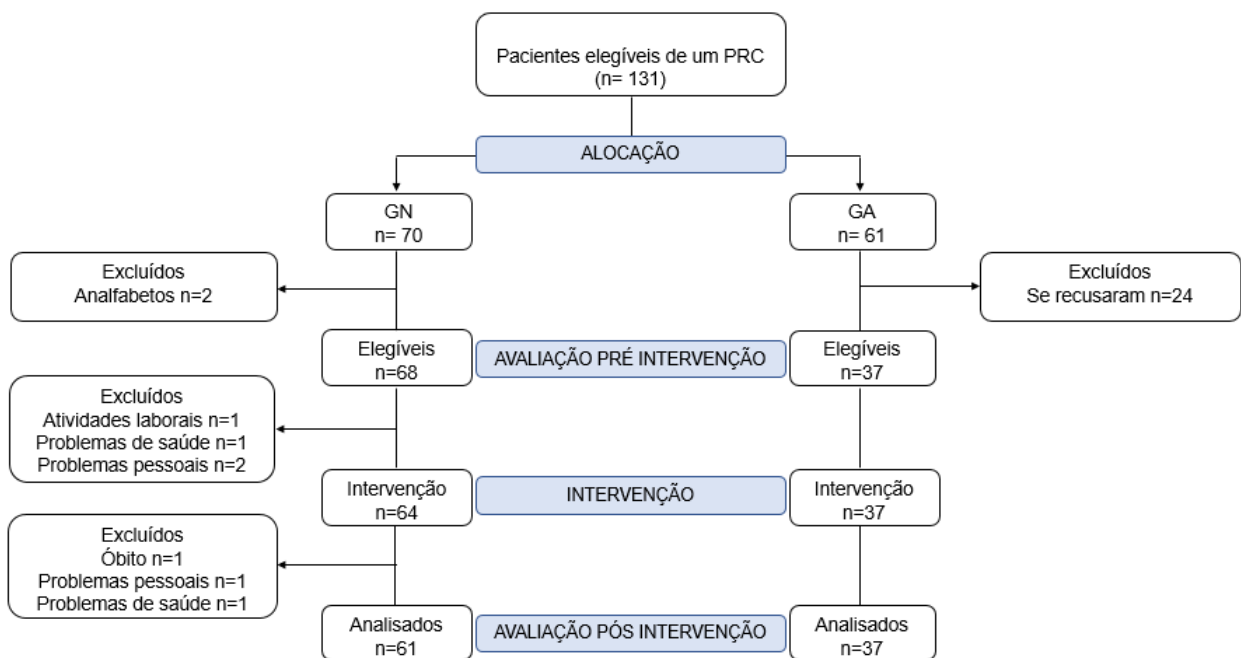 Pacientes elegíveis de um PRC
(n= 131)
ALOCAÇÃO
GN
n= 70
GA
n= 61
Excluídos
Analfabetos n=2
Excluídos
Se recusaram n=24
Elegíveis
n=68
AVALIAÇÃO PRÉ INTERVENÇÃO
Elegíveis
n=37
Excluídos
Atividades laborais n=1
Problemas de saúde n=1
Problemas pessoais n=2
Intervenção
n=64
INTERVENÇÃO
Intervenção
n=37
Excluídos
Óbito n=1
Problemas pessoais n=1
Problemas de saúde n=1
Analisados
n=61
AVALIAÇÃO PÓS INTERVENÇÃO
Analisados
n=37